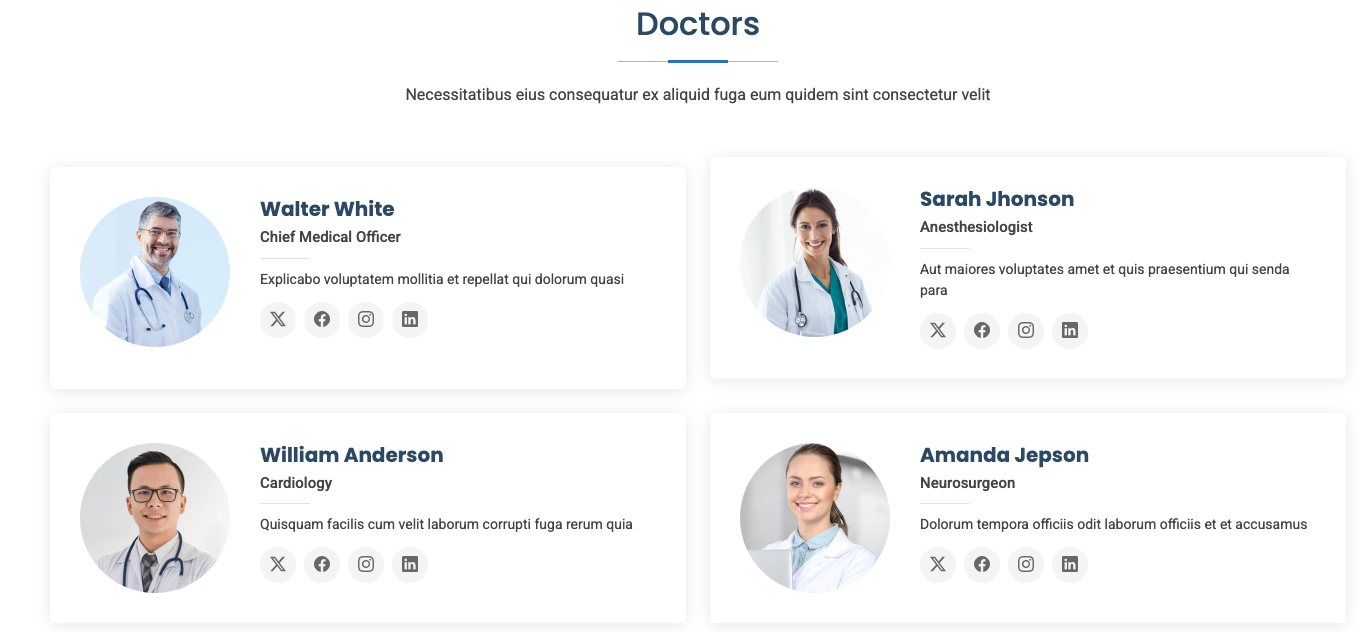 Doctors
Necessitatibus eius consequatur ex aliquid fuga eum quidem sint consectetur velit
Walter White
Chief Medical Officer
Explicabo voluptatem mollitia et repellat qui dolorum quasi
Sarah Jhonson
Anesthesiologist
Aut maiores voluptates amet et quis praesentium qui senda
para
William Anderson
Cardiology
Quisquam facilis cum velit laborum corrupti fuga rerum quia
Amanda Jepson
Neurosurgeon
Dolorum tempora officiis odit laborum officiis et et accusamus